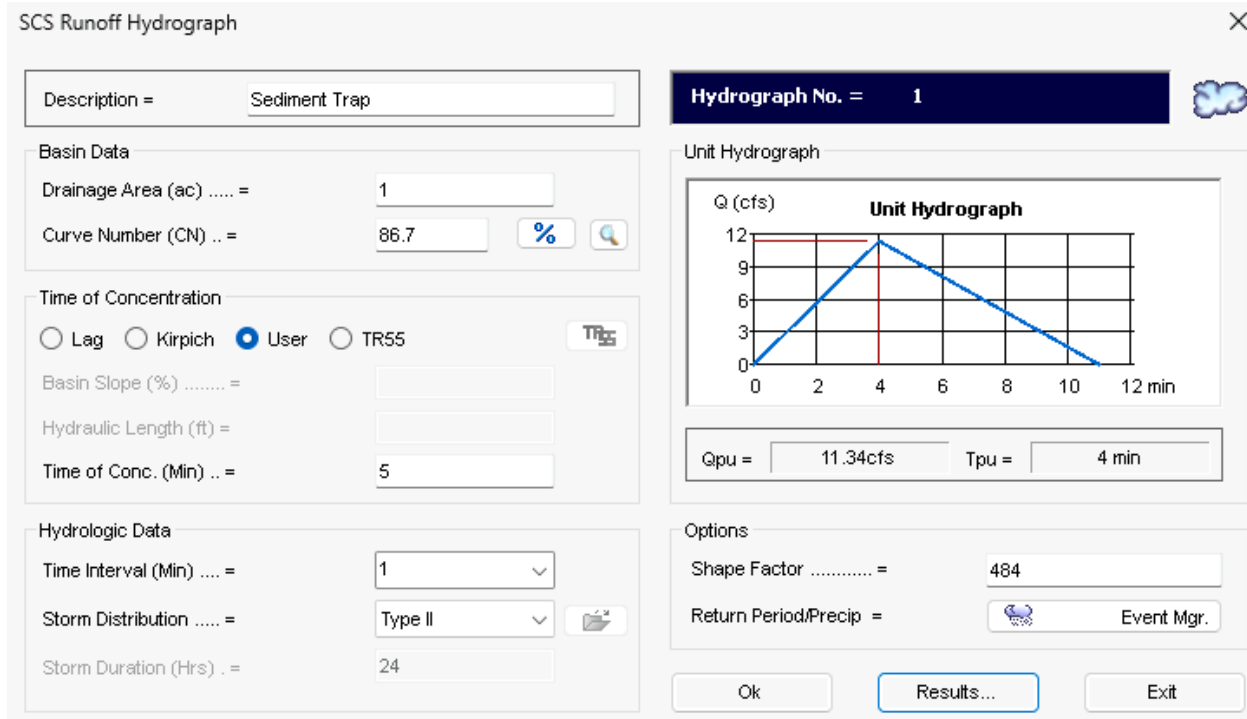 SCS Runoff Hydrograph
Description = Sediment Trap
Hydrograph No. = 1
Basin Data
Drainage Area (ac) ..... = 1
Curve Number (CN) .. = 86.7 %
Time of Concentration
Lag Kirpich User TR55
Basin Slope (%) ........ =
Hydraulic Length (ft) =
Time of Conc. (Min) .. = 5
Hydrologic Data
Time Interval (Min) .... = 1
Storm Distribution ..... = Type II
Storm Duration (Hrs) . = 24
Unit Hydrograph
Q (cfs) Unit Hydrograph
12
9
6
3
0
0 2 4 6 8 10 12 min
Qpu = 11.34cfs Tpu = 4 min
Options
Shape Factor ............ = 484
Return Period/Precip = Event Mgr.
Ok Results... Exit